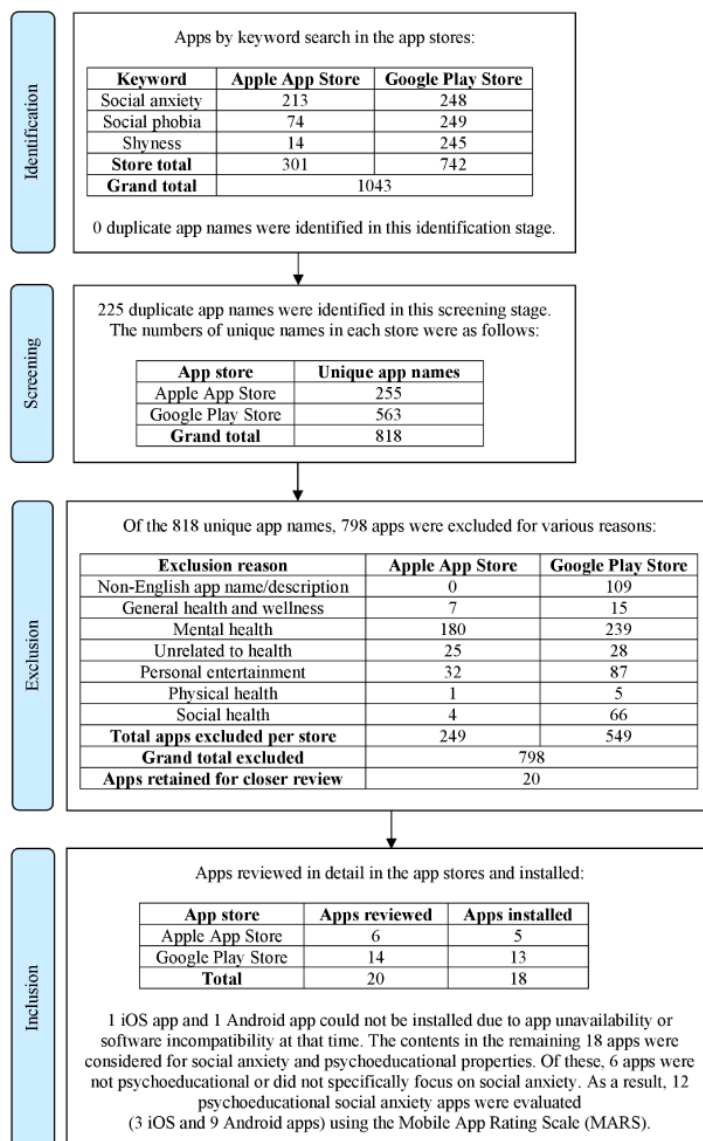 Identification
Apps by keyword search in the app stores:
Keyword Apple App Store Google Play Store
Social anxiety 213 248
Social phobia 74 249
Shyness 14 245
Store total 301 742
Grand total 1043
0 duplicate app names were identified in this identification stage.
Screening
225 duplicate app names were identified in this screening stage.
The numbers of unique names in each store were as follows:
App store Unique app names
Apple App Store 255
Google Play Store 563
Grand total 818
Exclusion
Of the 818 unique app names, 798 apps were excluded for various reasons:
Exclusion reason Apple App Store Google Play Store
Non-English app name/description 0 109
General health and wellness 7 15
Mental health 180 239
Unrelated to health 25 28
Personal entertainment 32 87
Physical health 1 5
Social health 4 66
Total apps excluded per store 249 549
Grand total excluded 798
Apps retained for closer review 20
Inclusion
Apps reviewed in detail in the app stores and installed:
App store Apps reviewed Apps installed
Apple App Store 6 5
Google Play Store 14 13
Total 20 18
1 iOS app and 1 Android app could not be installed due to app unavailability or
software incompatibility at that time. The contents in the remaining 18 apps were
considered for social anxiety and psychoeducational properties. Of these, 6 apps were
not psychoeducational or did not specifically focus on social anxiety. As a result, 12
psychoeducational social anxiety apps were evaluated
(3 iOS and 9 Android apps) using the Mobile App Rating Scale (MARS).